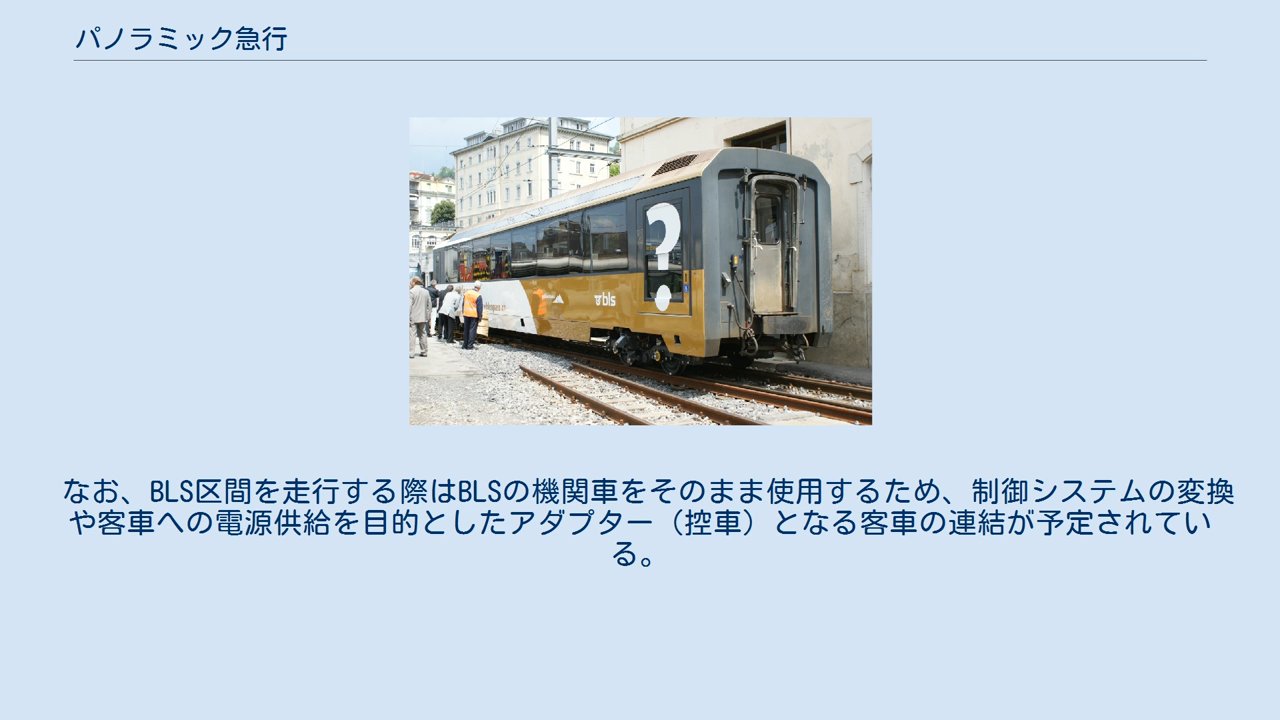 パノラミック急行
?
bls
なお、BLS区間を走行する際はBLSの機関車をそのまま使用するため、制御システムの変換
や客車への電源供給を目的としたアダプター（控車）となる客車の連結が予定されてい
る。